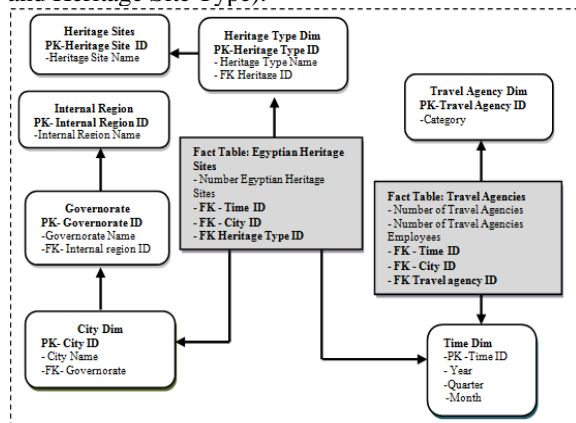 and Heritage Site Type).
Heritage Sites
PK-Heritage Site ID
-Heritage Site Name
Heritage Type Dim
PK-Heritage Type ID
- Heritage Type Name
- FK Heritage ID
Internal Region
PK- Internal Region ID
-Internal Region Name
Travel Agency Dim
PK-Travel Agency ID
-Category
Fact Table: Egyptian Heritage
Sites
- Number Egyptian Heritage
Sites
- FK - Time ID
- FK - City ID
- FK Heritage Type ID
Fact Table: Travel Agencies
- Number of Travel Agencies
- Number of Travel Agencies
Employees
- FK - Time ID
- FK - City ID
- FK Travel agency ID
Governorate
PK- Governorate ID
-Governorate Name
-FK- Internal region ID
City Dim
PK- City ID
- City Name
-FK- Governorate
Time Dim
-PK -Time ID
- Year
-Quarter
-Month